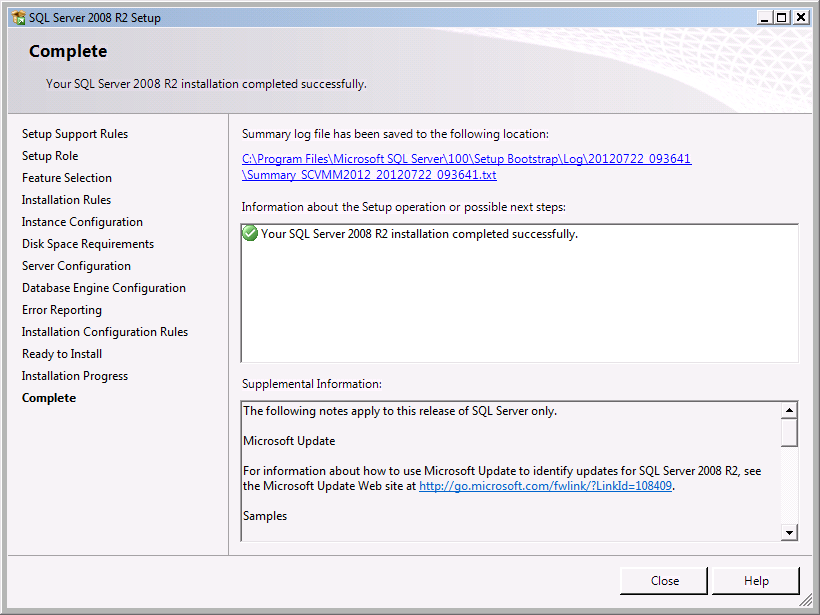 SQL Server 2008 R2 Setup
Complete
Your SQL Server 2008 R2 installation completed successfully.
Setup Support Rules
Setup Role
Feature Selection
Installation Rules
Instance Configuration
Disk Space Requirements
Server Configuration
Database Engine Configuration
Error Reporting
Installation Configuration Rules
Ready to Install
Installation Progress
Complete
Summary log file has been saved to the following location:
C:\Program Files\Microsoft SQL Server\100\Setup Bootstrap\Log\20120722_093641
\Summary_SCVMM2012_20120722_093641.txt
Information about the Setup operation or possible next steps:
Your SQL Server 2008 R2 installation completed successfully.
Supplemental Information:
The following notes apply to this release of SQL Server only.
Microsoft Update
For information about how to use Microsoft Update to identify updates for SQL Server 2008 R2, see
the Microsoft Update Web site at http://go.microsoft.com/fwlink/?LinkId=108409.
Samples
Close
Help